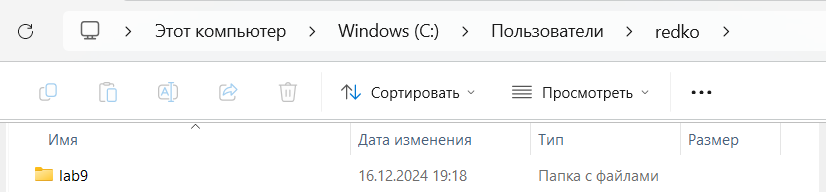 Этот компьютер > Windows (C:) > Пользователи > redko >
Сортировать Просмотреть
Имя Дата изменения Тип Размер
lab9 16.12.2024 19:18 Папка с файлами